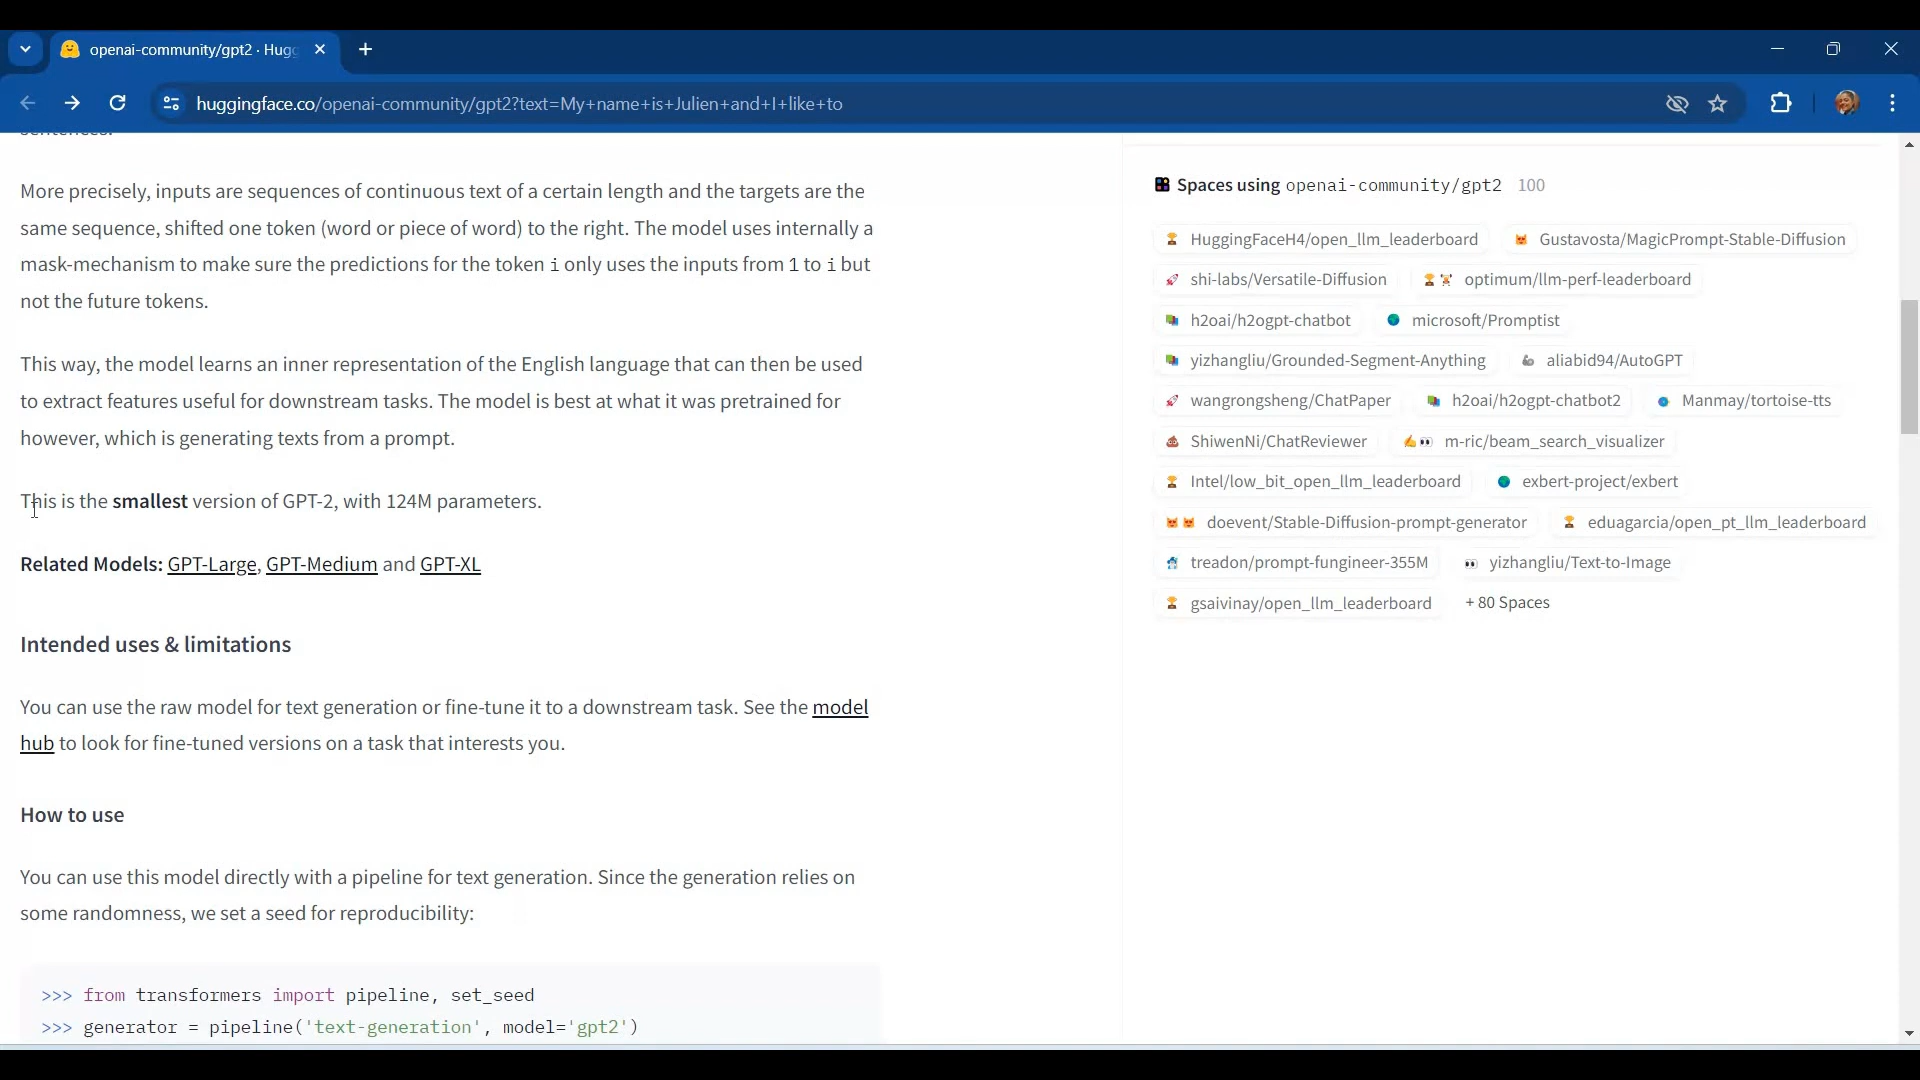 openai-community/gpt2 · Hugg
huggingface.co/openai-community/gpt2?text=My+name+is+Julien+and+I+like+to
sentences.
More precisely, inputs are sequences of continuous text of a certain length and the targets are the
same sequence, shifted one token (word or piece of word) to the right. The model uses internally a
mask-mechanism to make sure the predictions for the token i only uses the inputs from 1 to i but
not the future tokens.
This way, the model learns an inner representation of the English language that can then be used
to extract features useful for downstream tasks. The model is best at what it was pretrained for
however, which is generating texts from a prompt.
This is the smallest version of GPT-2, with 124M parameters.
Related Models: GPT-Large, GPT-Medium and GPT-XL
Intended uses & limitations
You can use the raw model for text generation or fine-tune it to a downstream task. See the model
hub to look for fine-tuned versions on a task that interests you.
How to use
You can use this model directly with a pipeline for text generation. Since the generation relies on
some randomness, we set a seed for reproducibility:
>>> from transformers import pipeline, set_seed
>>> generator = pipeline('text-generation', model='gpt2')
Spaces using openai-community/gpt2 100
HuggingFaceH4/open_llm_leaderboard Gustavosta/MagicPrompt-Stable-Diffusion
shi-labs/Versatile-Diffusion optimum/llm-perf-leaderboard
h2oai/h2ogpt-chatbot microsoft/Promptist
yizhangliu/Grounded-Segment-Anything aliabid94/AutoGPT
wangrongsheng/ChatPaper h2oai/h2ogpt-chatbot2 Manmay/tortoise-tts
ShiwenNi/ChatReviewer m-ric/beam_search_visualizer
Intel/low_bit_open_llm_leaderboard exbert-project/exbert
doevent/Stable-Diffusion-prompt-generator eduagarcia/open_pt_llm_leaderboard
treadon/prompt-fungineer-355M yizhangliu/Text-to-Image
gsaivinay/open_llm_leaderboard + 80 Spaces